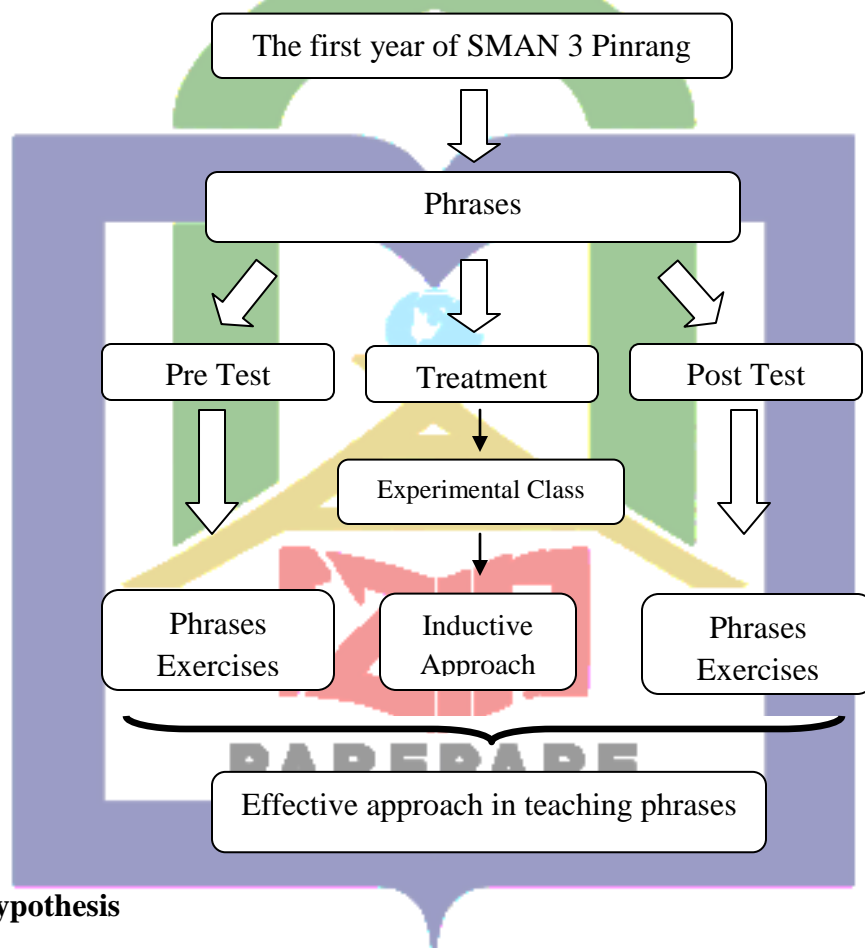 The first year of SMAN 3 Pinrang
Phrases
Pre Test
Treatment
Post Test
Experimental Class
Phrases
Exercises
Inductive
Approach
Phrases
Exercises
PAREPARE
Effective approach in teaching phrases
ypothesis